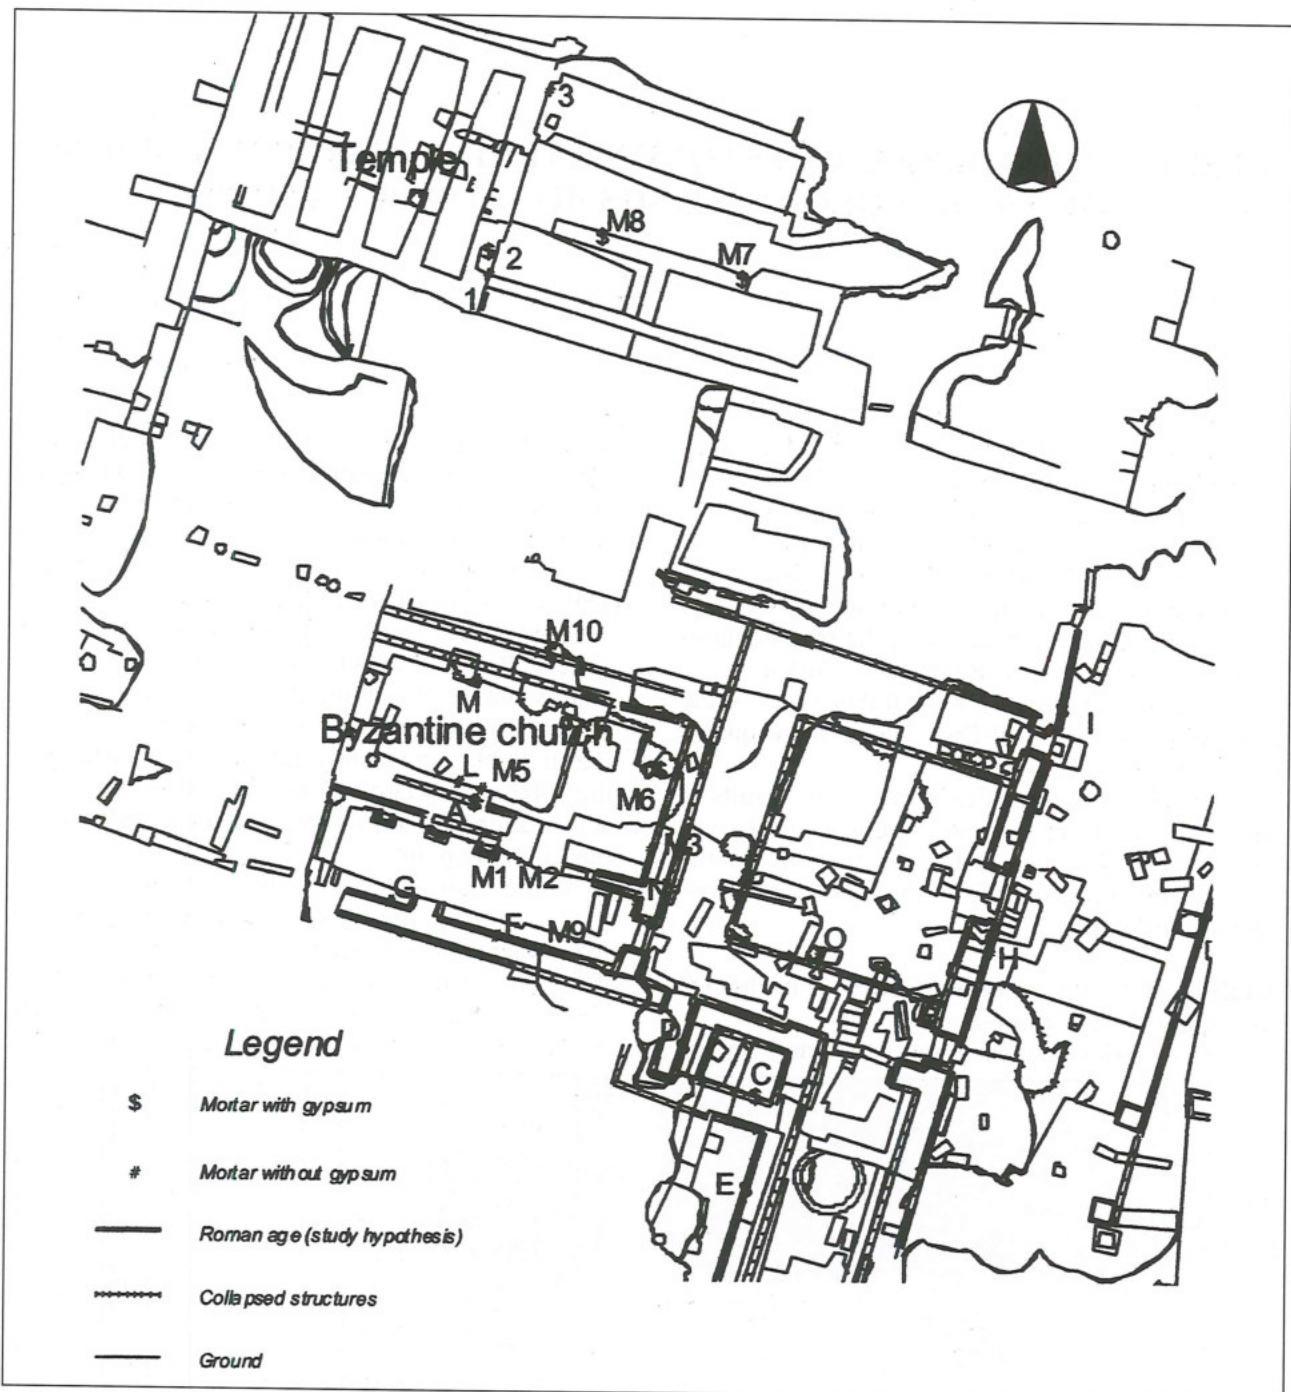 3
Temple
M8
M7
2
1
M10
M
Byzantine church
I
L
M5
A
M6
3
M1
M2
N
G
F
M9
O
H
D
C
E
Legend
$ Mortar with gypsum
# Mortar without gypsum
Roman age (study hypothesis)
Collapsed structures
Ground